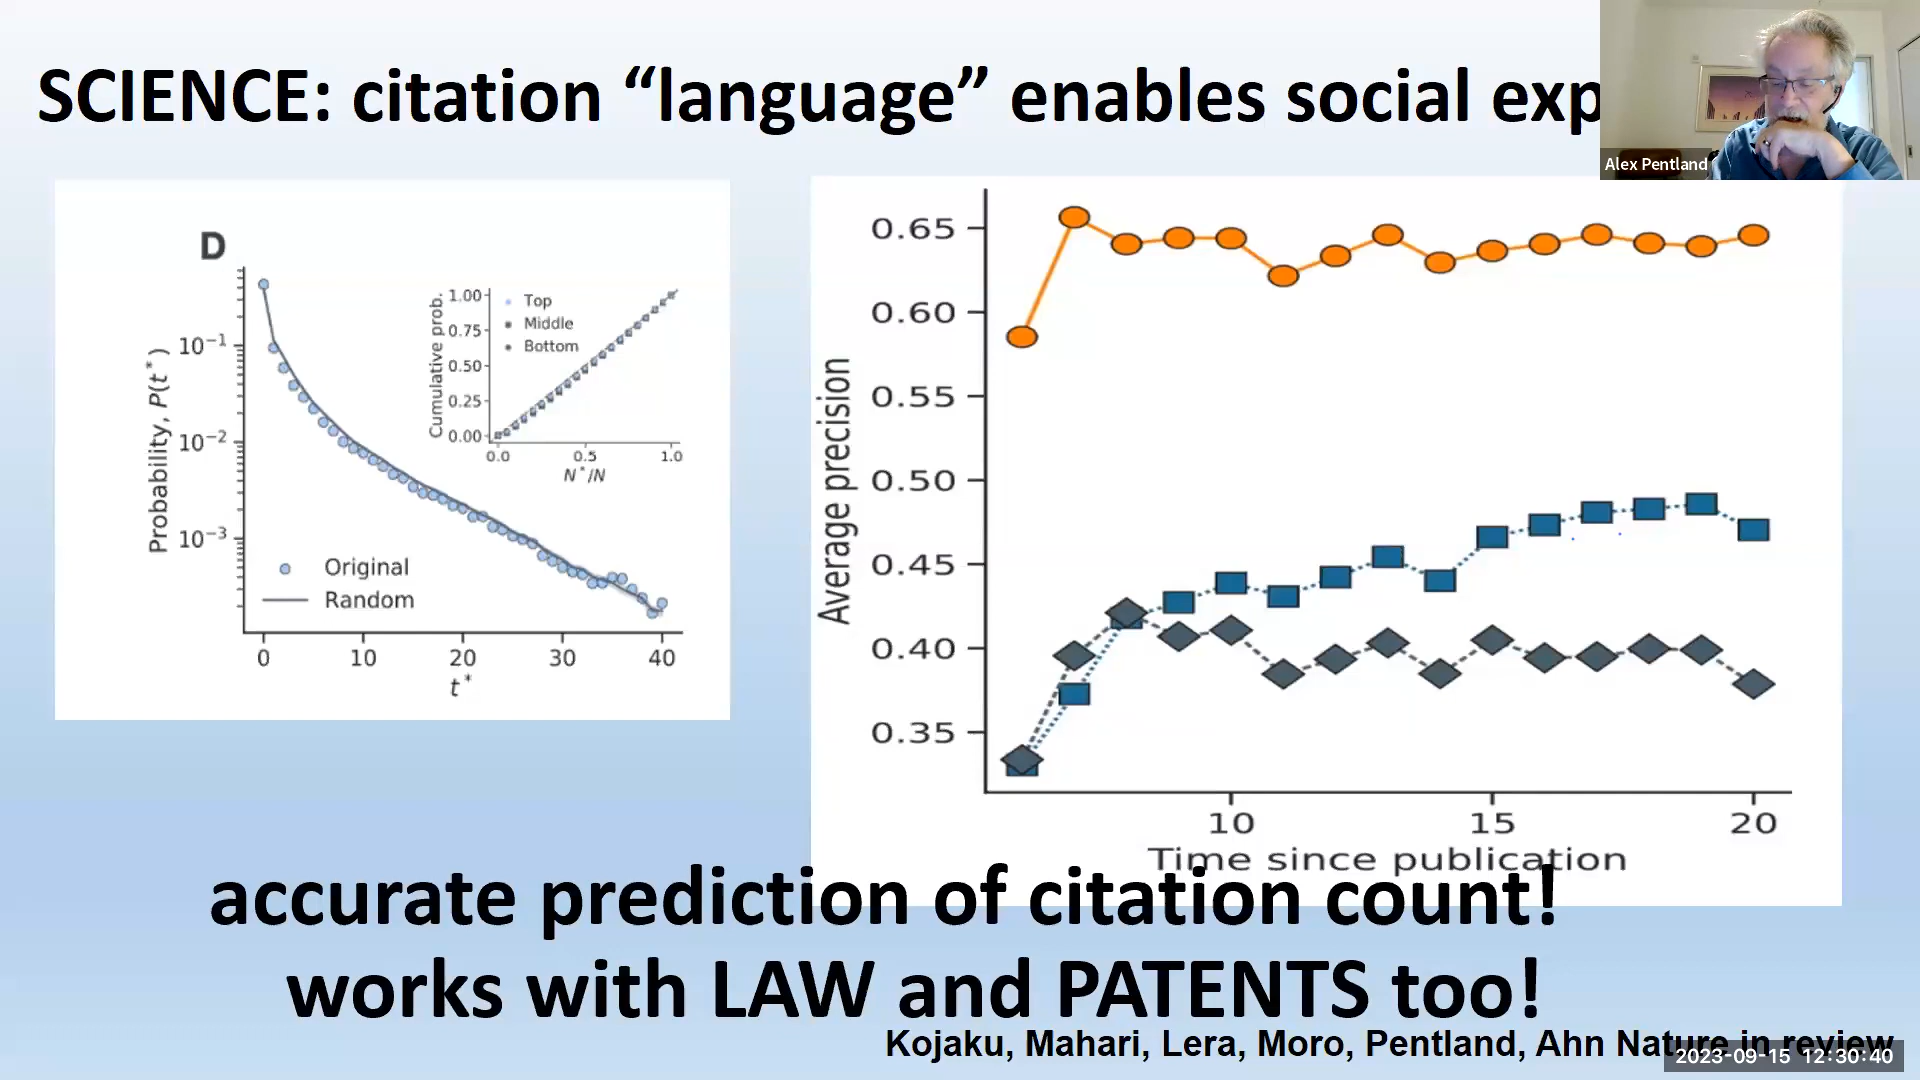 SCIENCE: citation “language” enables social exp
Alex Pentland
D
Probability, P(t*)
10⁻¹
10⁻²
10⁻³
Original
Random
0 10 20 30 40
t*
Cumulative prob.
1.00
0.75
0.50
0.25
0.00
Top
Middle
Bottom
0.0 0.5 1.0
N*/N
Average precision
0.65
0.60
0.55
0.50
0.45
0.40
0.35
10 15 20
Time since publication
accurate prediction of citation count!
works with LAW and PATENTS too!
Kojaku, Mahari, Lera, Moro, Pentland, Ahn Nature in review
2023-09-15 12:30:40